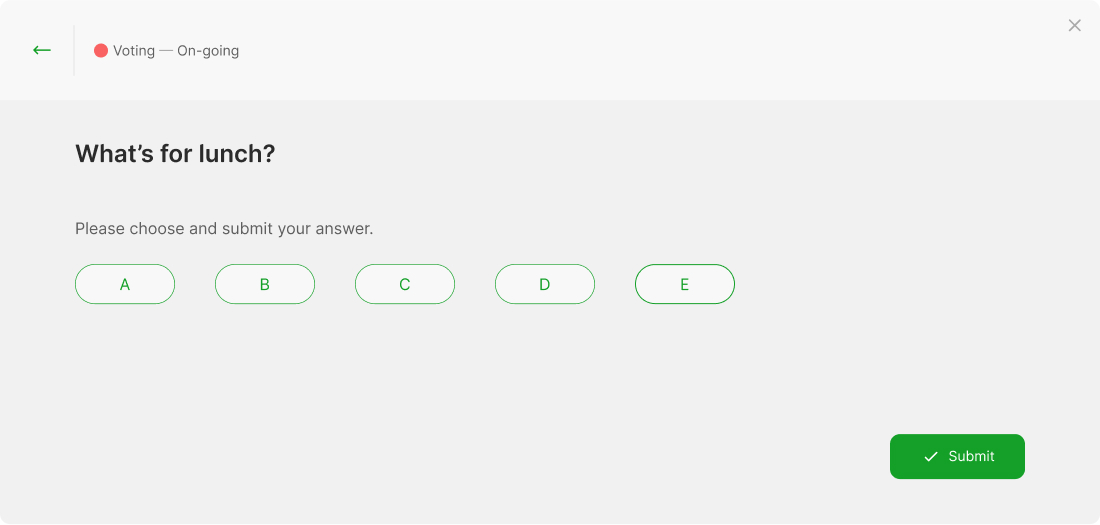 Voting — On-going
What’s for lunch?
Please choose and submit your answer.
A B C D E
Submit